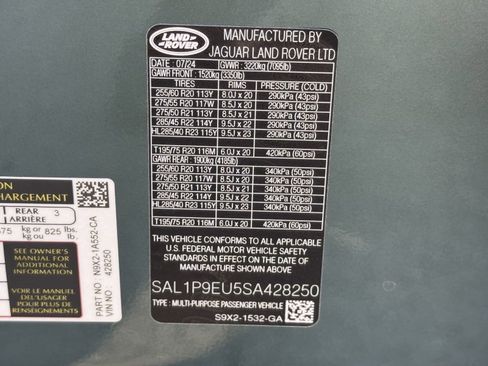 LAND ROVER
MANUFACTURED BY
JAGUAR LAND ROVER LTD
DATE : 07/24 GVWR : 3220kg (7095lb)
GAWR FRONT : 1520kg (3350lb)
TIRES RIMS PRESSURE (COLD)
255/60 R20 113Y 8.0J x 20 290kPa (43psi)
275/55 R20 117W 8.5J x 20 290kPa (43psi)
275/50 R21 113Y 8.5J x 21 290kPa (43psi)
285/45 R22 114Y 9.5J x 22 290kPa (43psi)
HL285/40 R23 115Y 9.5J x 23 290kPa (43psi)
T195/75 R20 116M 6.0J x 20 420kPa (60psi)
GAWR REAR : 1900kg (4185lb)
255/60 R20 113Y 8.0J x 20 340kPa (50psi)
275/55 R20 117W 8.5J x 20 340kPa (50psi)
275/50 R21 113Y 8.5J x 21 340kPa (50psi)
285/45 R22 114Y 9.5J x 22 340kPa (50psi)
HL285/40 R23 115Y 9.5J x 23 340kPa (50psi)
T195/75 R20 116M 6.0J x 20 420kPa (60psi)
THIS VEHICLE CONFORMS TO ALL APPLICABLE
U.S. FEDERAL MOTOR VEHICLE SAFETY
STANDARDS IN EFFECT ON THE DATE OF
MANUFACTURE SHOWN ABOVE.
SAL1P9EU5SA428250
TYPE : MULTI-PURPOSE PASSENGER VEHICLE
S9X2-1532-GA
ION
CHARGEMENT
REAR
ARRIÈRE 3
kg or 825 lbs.
kg ou lb.
SEE OWNER'S
MANUAL FOR
ADDITIONAL
INFORMATION
VOIR MANUEL
DE L'USAGER
POUR PLUS DE
RENSEIGNEMENTS
PART NO : N9X2-1A552-CA
VIN NO : 428250